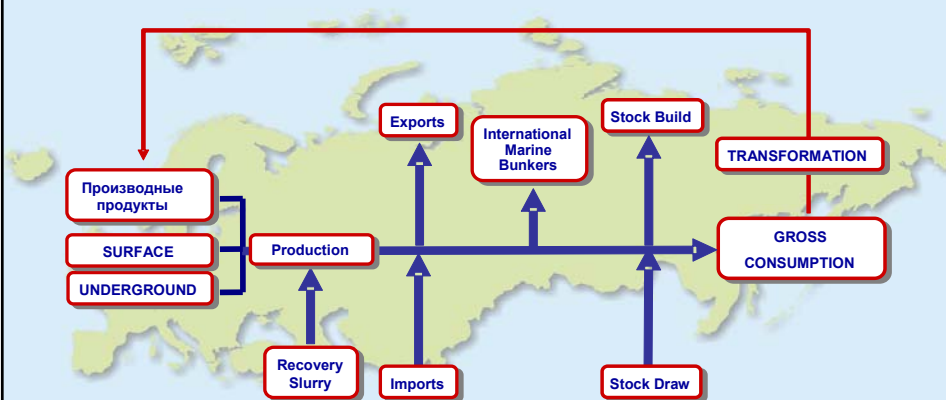 Exports
International
Marine
Bunkers
Stock Build
TRANSFORMATION
Производные
продукты
SURFACE
UNDERGROUND
Production
GROSS
CONSUMPTION
Recovery
Slurry
Imports
Stock Draw